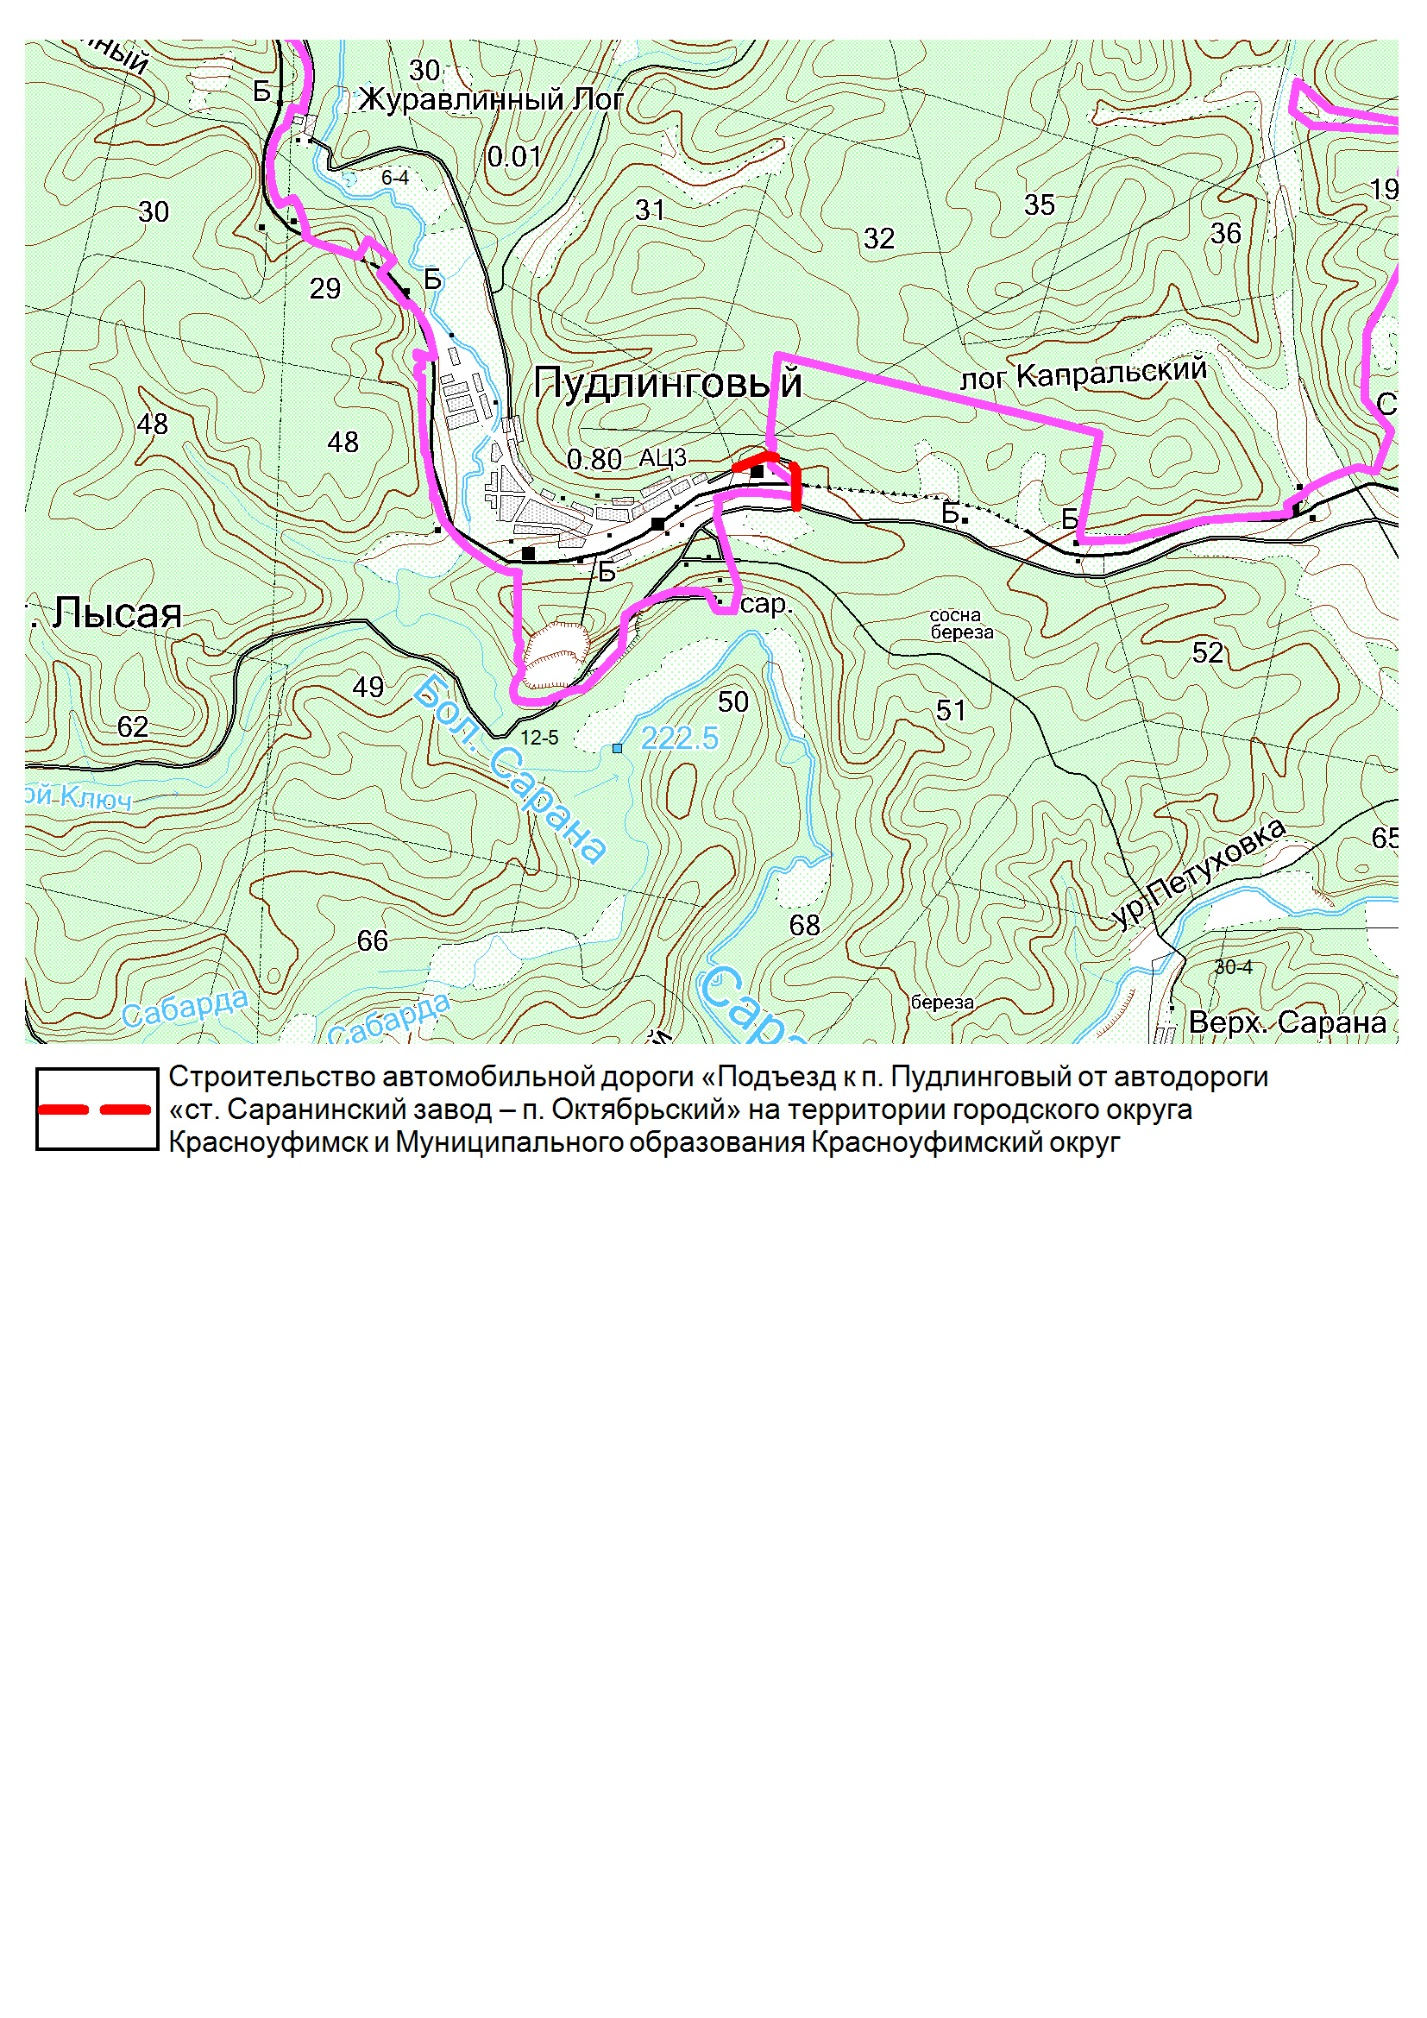 30
Б
Журавлинный Лог
0.01
6-4
30
31
35
19
32
36
29
Б
Пудлинговый
лог Капральский
С
48
48
0.80 АЦЗ
Б.
Б
Б
. Лысая
сар.
сосна
береза
52
49
50
51
62
Бол. Сарана
12-5
222.5
ой Ключ
ур.Петуховка
65
66
68
30-4
Сабарда
Сабарда
береза
Верх. Сарана
Строительство автомобильной дороги «Подъезд к п. Пудлинговый от автодороги
«ст. Саранинский завод – п. Октябрьский» на территории городского округа
Красноуфимск и Муниципального образования Красноуфимский округ